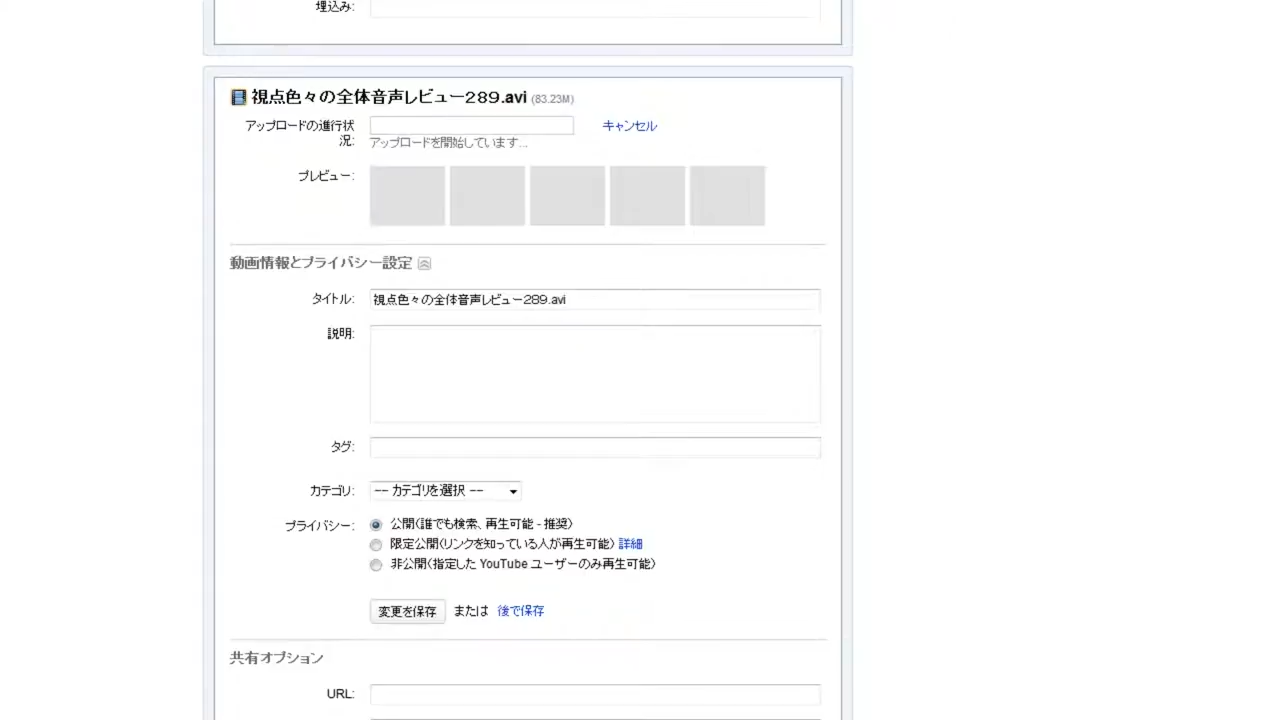 埋込み:
視点色々の全体音声レビュー289.avi (83.23M)
アップロードの進行状況:
キャンセル
アップロードを開始しています...
プレビュー:
動画情報とプライバシー設定
タイトル: 視点色々の全体音声レビュー289.avi
説明:
タグ:
カテゴリ: -- カテゴリを選択 --
プライバシー: 公開(誰でも検索、再生可能 - 推奨)
限定公開(リンクを知っている人が再生可能) 詳細
非公開(指定した YouTube ユーザーのみ再生可能)
変更を保存 または 後で保存
共有オプション
URL: